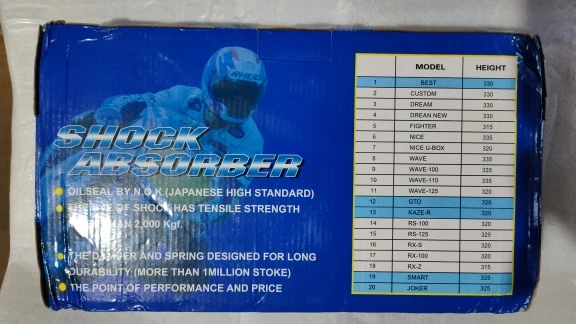 SHOCK
ABSORBER
OILSEAL BY N.O.K.(JAPANESE HIGH STANDARD)
OF SHOCK HAS TENSILE STRENGTH
2,000 Kgf.
THE AND SPRING DESIGNED FOR LONG
DURABILITY (MORE THAN 1MILLION STOKE)
THE POINT OF PERFORMANCE AND PRICE
MODEL HEIGHT
1 BEST 330
2 CUSTOM 330
3 DREAM 330
4 DREAN NEW 330
5 FIGHTER 315
6 NICE 335
7 NICE U-BOX 320
8 WAVE 335
9 WAVE-100 335
10 WAVE-110 335
11 WAVE-125 320
12 GTO 320
13 KAZE-R 320
14 RS-100 320
15 RS-125 325
16 RX-S 320
17 RX-100 320
18 RX-Z 315
19 SMART 325
20 JOKER 325